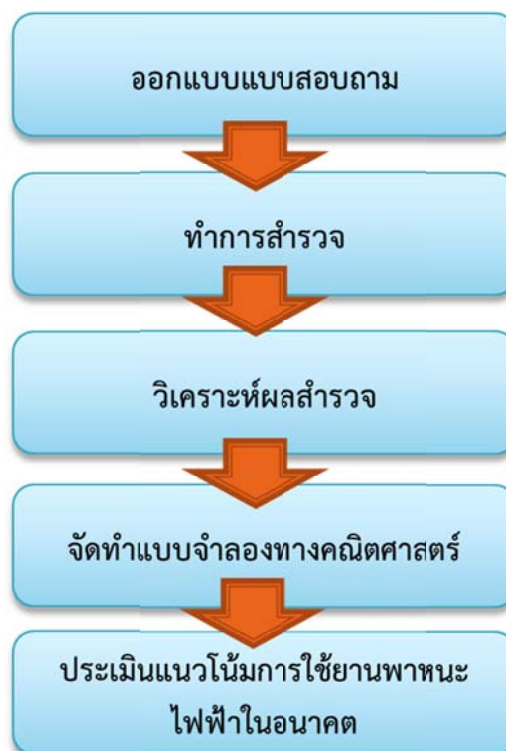 ออกแบบแบบสอบถาม
ทำการสำรวจ
วิเคราะห์ผลสำรวจ
จัดทำแบบจำลองทางคณิตศาสตร์
ประเมินแนวโน้มการใช้ยานพาหนะ
ไฟฟ้าในอนาคต